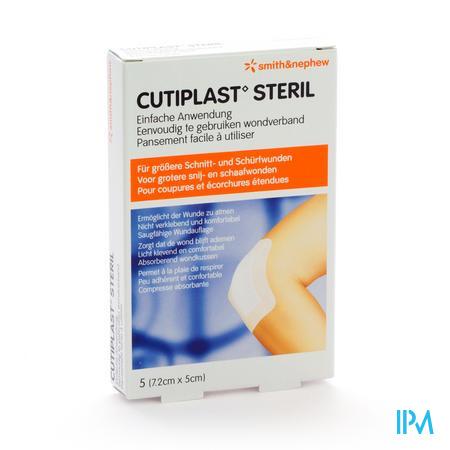 smith&nephew
CUTIPLAST◇ STERIL
Einfache Anwendung
Eenvoudig te gebruiken wondverband
Pansement facile à utiliser
Für größere Schnitt- und Schürfwunden
Voor grotere snij- en schaafwonden
Pour coupures et écorchures étendues
Ermöglicht der Wunde zu atmen
Nicht verklebend und komfortabel
Saugfähige Wundauflage
Zorgt dat de wond blijft ademen
Licht klevend en comfortabel
Absorberend wondkussen
Permet à la plaie de respirer
Peu adhérent et confortable
Compresse absorbante
5 (7.2cm x 5cm)
CUTIPLAST◇ STERIL
IPM